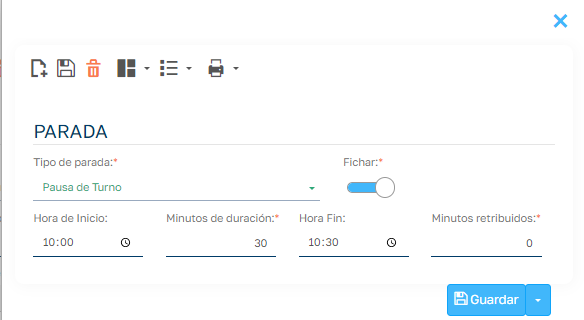 PARADA
Tipo de parada:* Fichar:*
Pausa de Turno
Hora de Inicio: Minutos de duración:* Hora Fin: Minutos retribuidos:*
10:00 30 10:30 0
Guardar